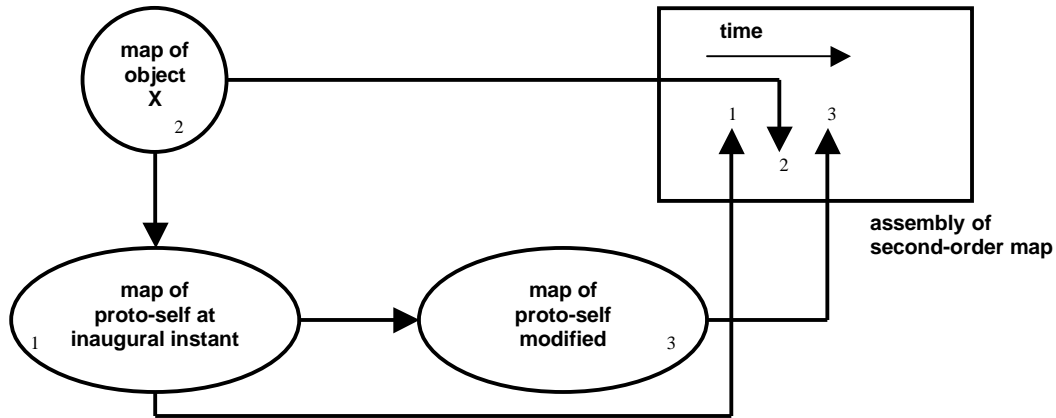 map of
object
X
2
time
1
3
2
assembly of
second-order map
map of
proto-self at
inaugural instant
1
map of
proto-self
modified
3